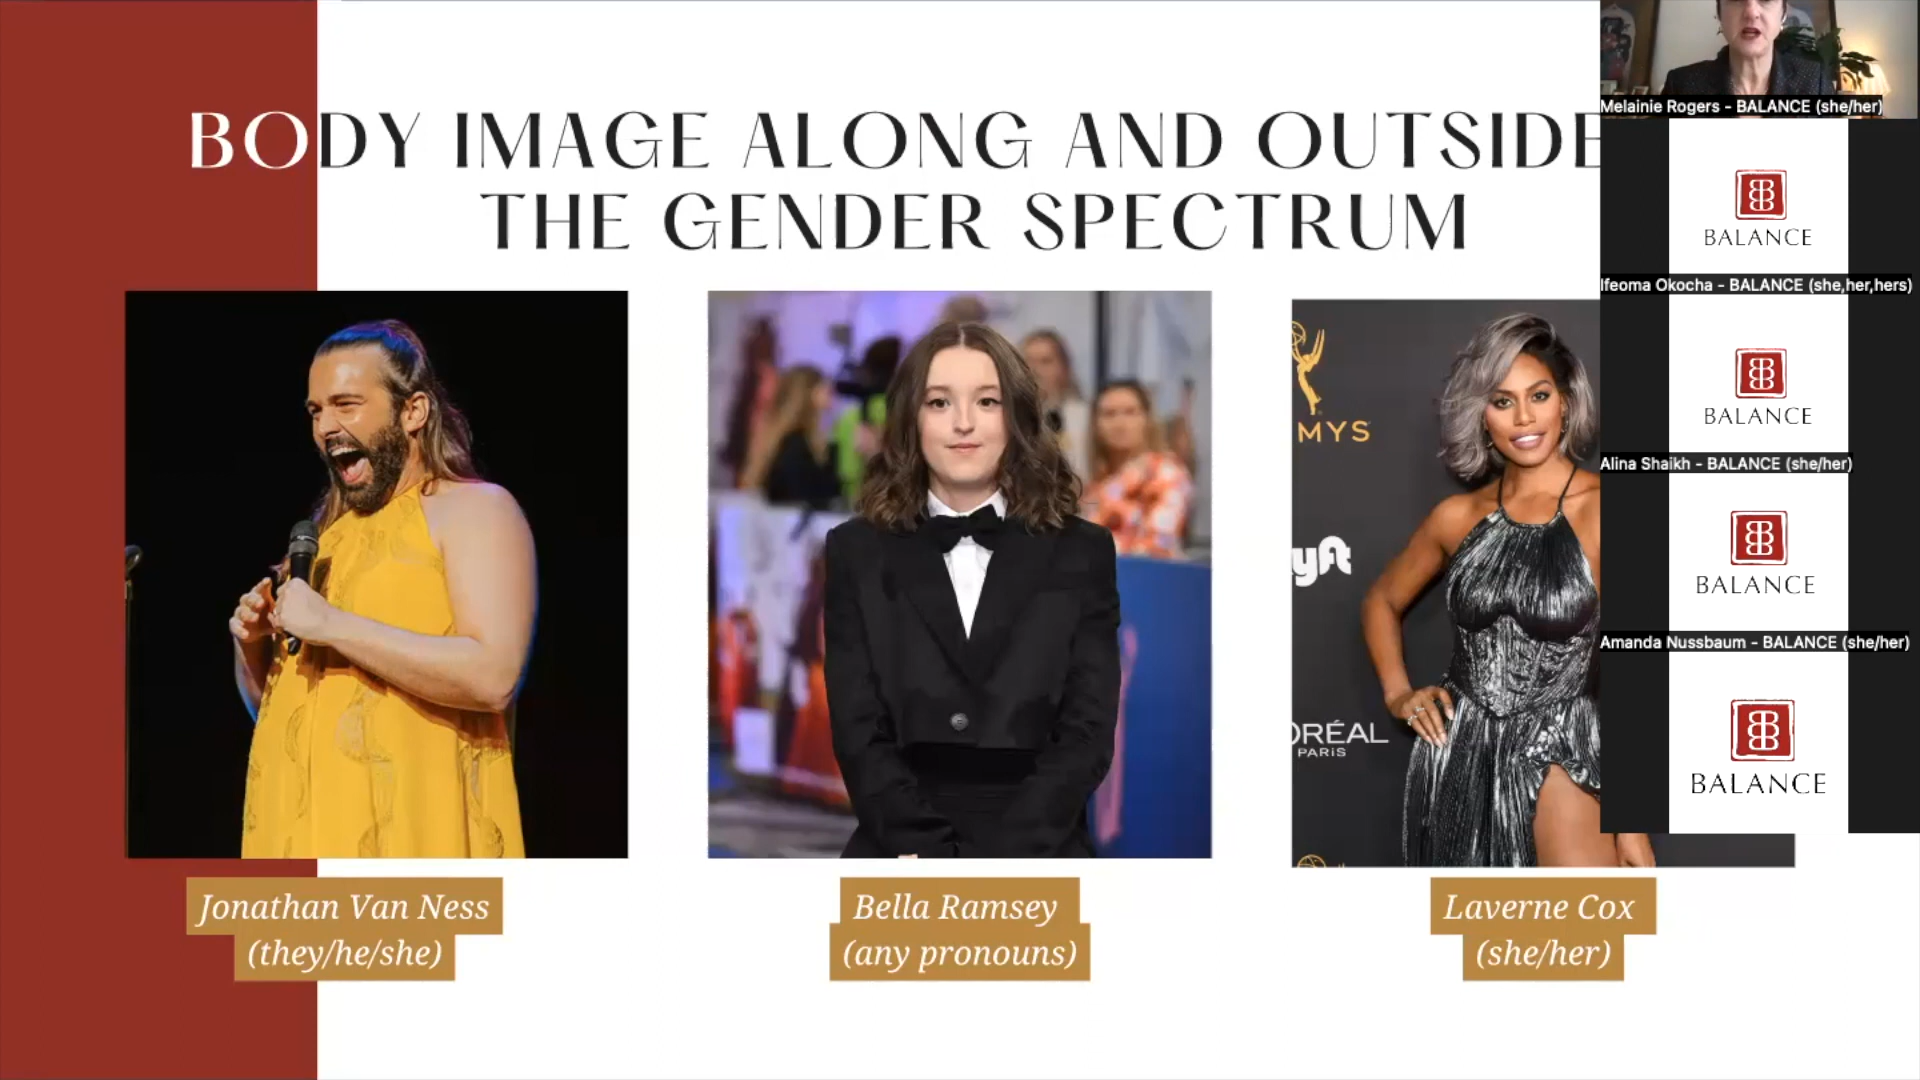 BODY IMAGE ALONG AND OUTSIDE
THE GENDER SPECTRUM
MYS
lyft
ORÉAL
PARIS
Jonathan Van Ness
(they/he/she)
Bella Ramsey
(any pronouns)
Laverne Cox
(she/her)
Melainie Rogers - BALANCE (she/her)
BALANCE
Ifeoma Okocha - BALANCE (she,her,hers)
BALANCE
Alina Shaikh - BALANCE (she/her)
BALANCE
Amanda Nussbaum - BALANCE (she/her)
BALANCE